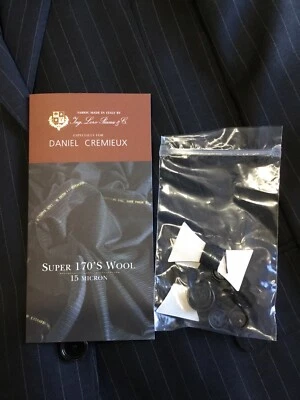 FABRIC MADE IN ITALY BY
Ing. Loro Piana & C.
EXCLUSIVELY FOR
DANIEL CREMIEUX
SUPER 170'S WOOL
15 MICRON